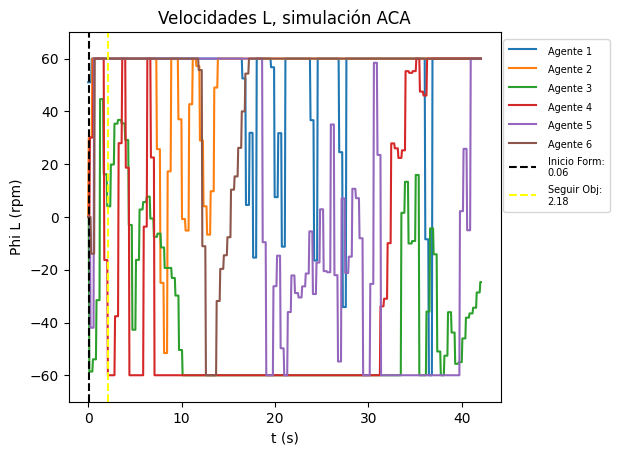 Velocidades L, simulación ACA
Phi L (rpm)
60
40
20
0
−20
−40
−60
0
10
20
30
40
t (s)
Agente 1
Agente 2
Agente 3
Agente 4
Agente 5
Agente 6
Inicio Form:
0.06
Seguir Obj:
2.18